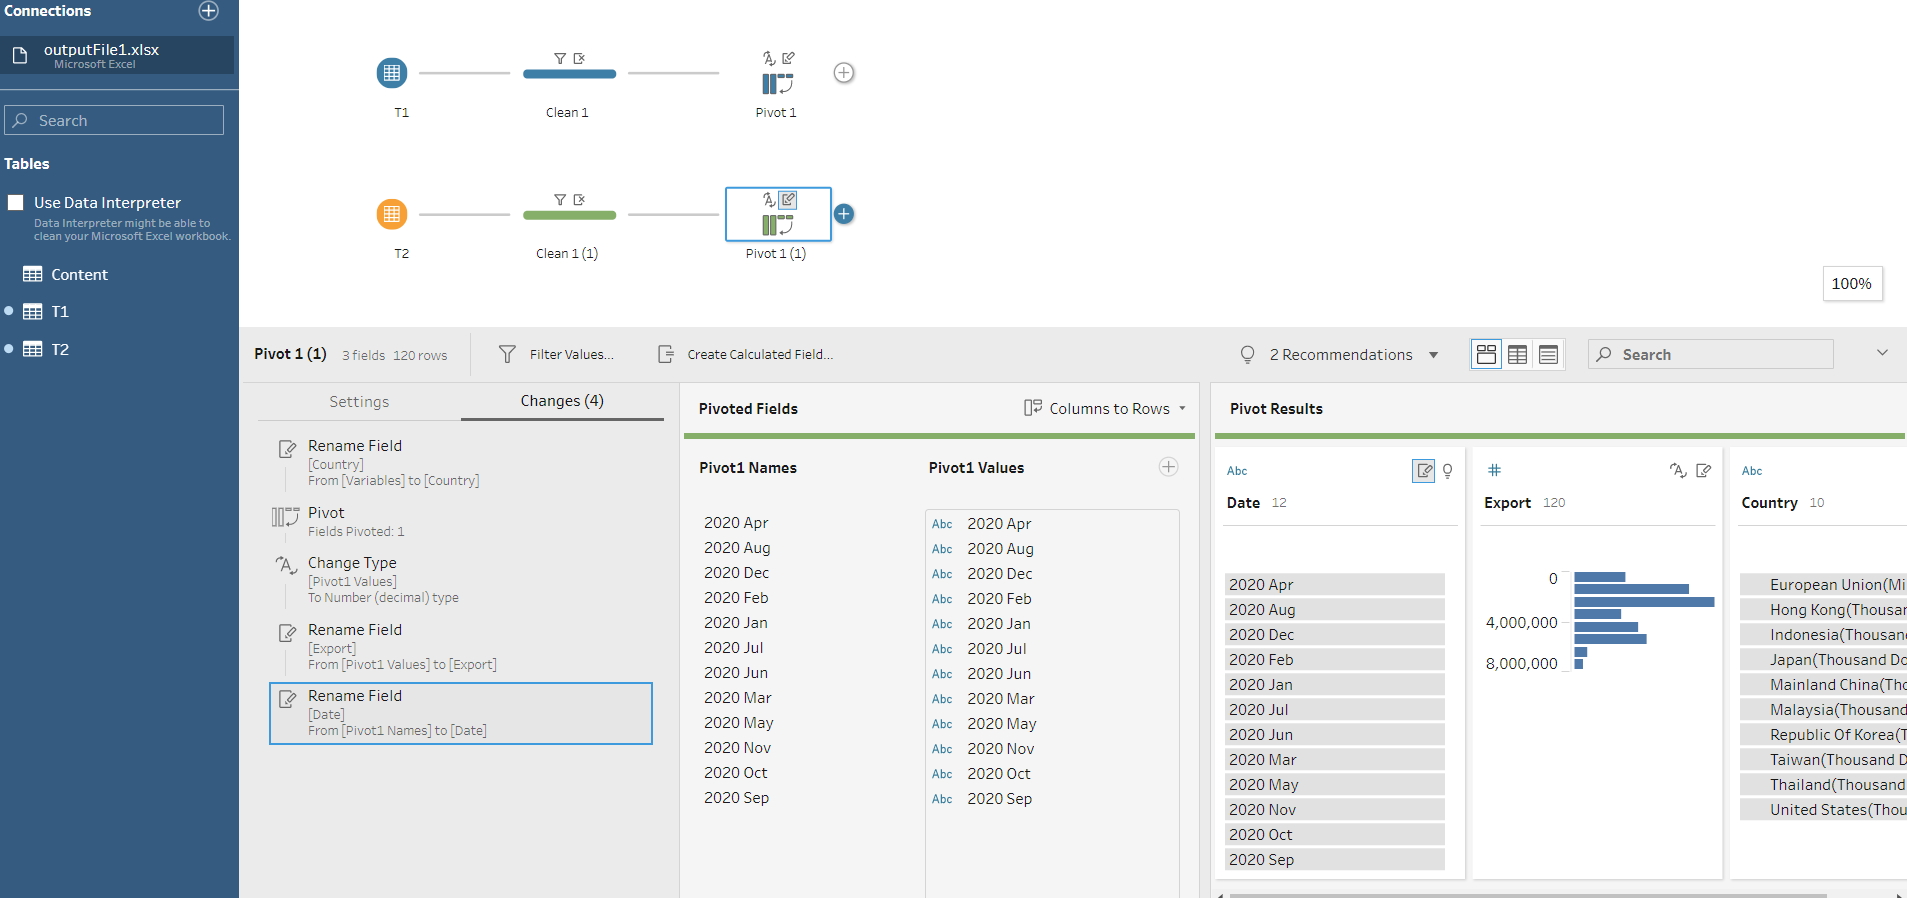 Connections
outputFile1.xlsx
Microsoft Excel
Search
Tables
Use Data Interpreter
Data Interpreter might be able to
clean your Microsoft Excel workbook.
Content
T1
T2
T1
Clean 1
Pivot 1
T2
Clean 1 (1)
Pivot 1 (1)
100%
Pivot 1 (1) 3 fields 120 rows
Filter Values...
Create Calculated Field...
2 Recommendations
Search
Settings
Changes (4)
Rename Field
[Country]
From [Variables] to [Country]
Pivot
Fields Pivoted: 1
Change Type
[Pivot1 Values]
To Number (decimal) type
Rename Field
[Export]
From [Pivot1 Values] to [Export]
Rename Field
[Date]
From [Pivot1 Names] to [Date]
Pivoted Fields
Columns to Rows
Pivot1 Names
Pivot1 Values
2020 Apr
Abc 2020 Apr
2020 Aug
Abc 2020 Aug
2020 Dec
Abc 2020 Dec
2020 Feb
Abc 2020 Feb
2020 Jan
Abc 2020 Jan
2020 Jul
Abc 2020 Jul
2020 Jun
Abc 2020 Jun
2020 Mar
Abc 2020 Mar
2020 May
Abc 2020 May
2020 Nov
Abc 2020 Nov
2020 Oct
Abc 2020 Oct
2020 Sep
Abc 2020 Sep
Pivot Results
Abc
Date 12
2020 Apr
2020 Aug
2020 Dec
2020 Feb
2020 Jan
2020 Jul
2020 Jun
2020 Mar
2020 May
2020 Nov
2020 Oct
2020 Sep
#
Export 120
0
4,000,000
8,000,000
Abc
Country 10
European Union(Mi
Hong Kong(Thousan
Indonesia(Thousand
Japan(Thousand Do
Mainland China(Tho
Malaysia(Thousand
Republic Of Korea(T
Taiwan(Thousand D
Thailand(Thousand
United States(Thou